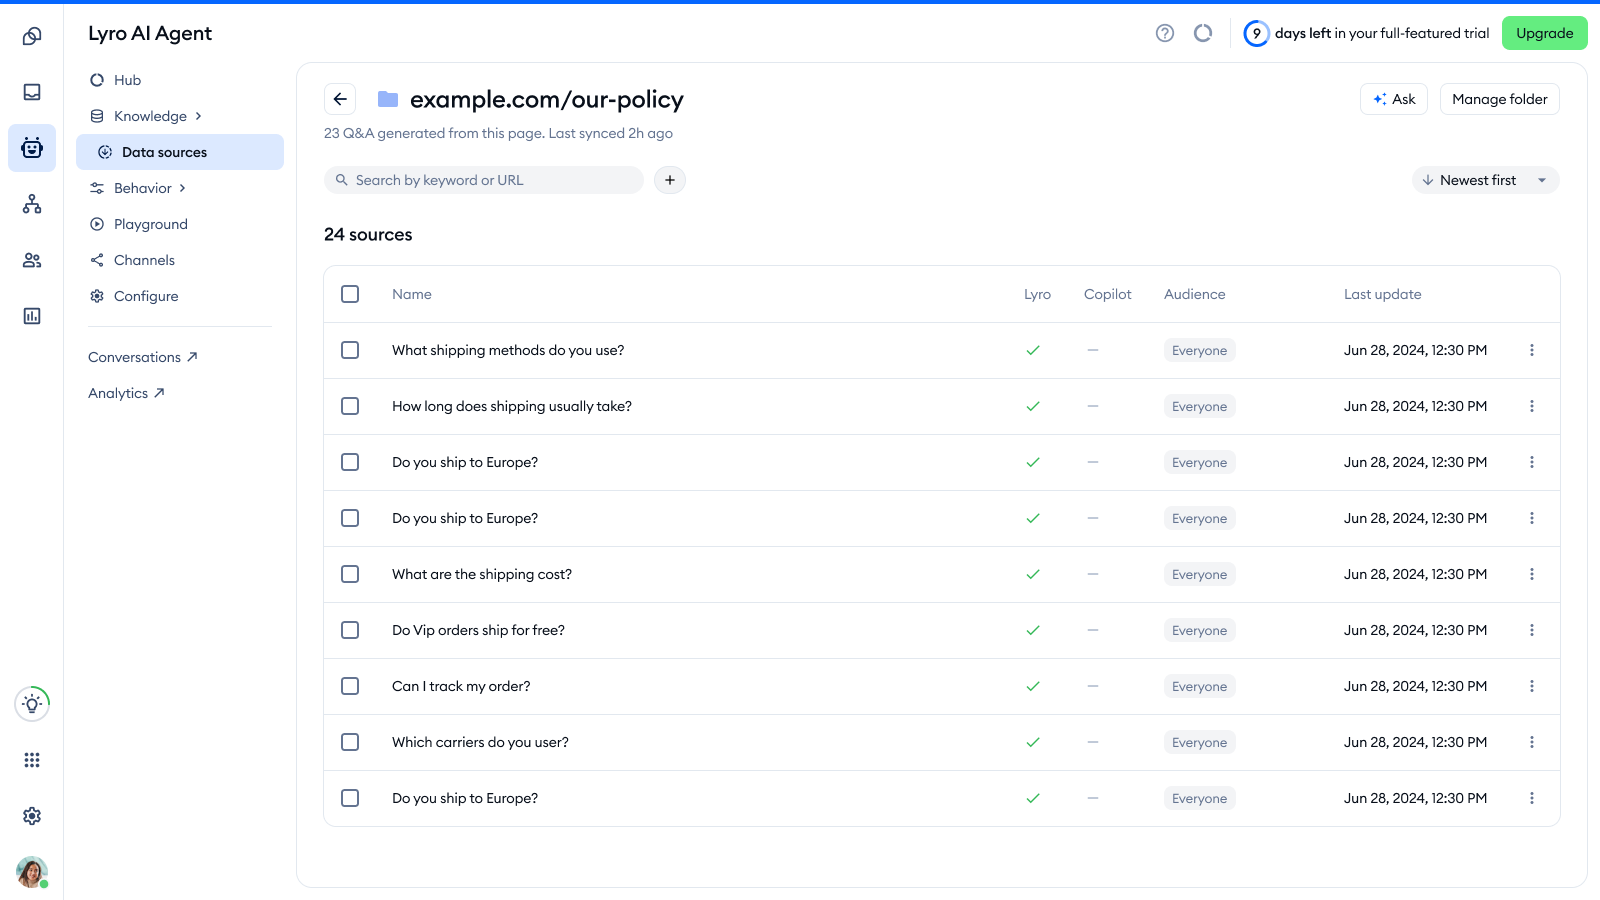 Lyro AI Agent
9 days left in your full-featured trial
Upgrade
Hub
Knowledge
Data sources
Behavior
Playground
Channels
Configure
Conversations
Analytics
example.com/our-policy
Ask
Manage folder
23 Q&A generated from this page. Last synced 2h ago
Search by keyword or URL
Newest first
24 sources
Name Lyro Copilot Audience Last update
What shipping methods do you use? Everyone Jun 28, 2024, 12:30 PM
How long does shipping usually take? Everyone Jun 28, 2024, 12:30 PM
Do you ship to Europe? Everyone Jun 28, 2024, 12:30 PM
Do you ship to Europe? Everyone Jun 28, 2024, 12:30 PM
What are the shipping cost? Everyone Jun 28, 2024, 12:30 PM
Do Vip orders ship for free? Everyone Jun 28, 2024, 12:30 PM
Can I track my order? Everyone Jun 28, 2024, 12:30 PM
Which carriers do you user? Everyone Jun 28, 2024, 12:30 PM
Do you ship to Europe? Everyone Jun 28, 2024, 12:30 PM